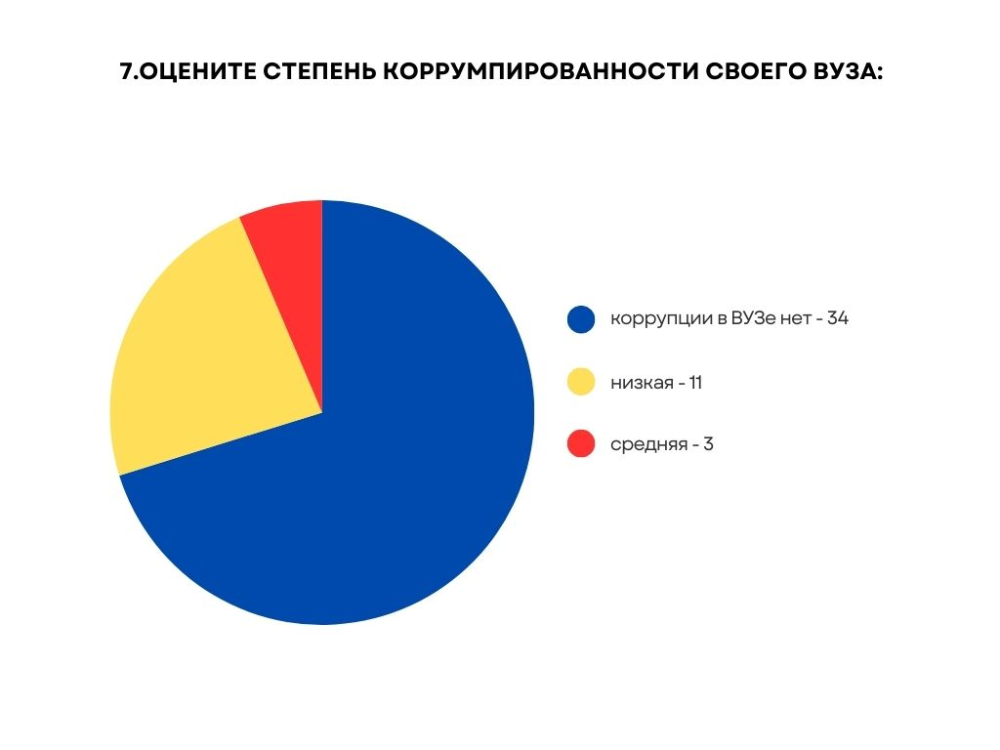 7.ОЦЕНИТЕ СТЕПЕНЬ КОРРУМПИРОВАННОСТИ СВОЕГО ВУЗА:
коррупции в ВУЗе нет - 34
низкая - 11
средняя - 3